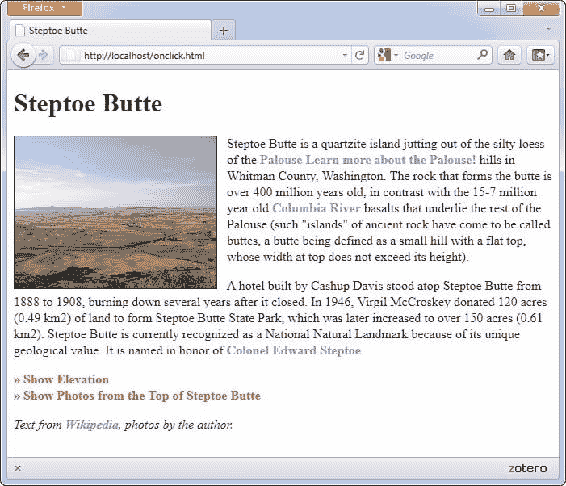 Firefox
Steptoe Butte
http://localhost/onclick.html
Google
Steptoe Butte
Steptoe Butte is a quartzite island jutting out of the silty loess
of the Palouse Learn more about the Palouse! hills in
Whitman County, Washington. The rock that forms the butte is
over 400 million years old, in contrast with the 15-7 million
year old Columbia River basalts that underlie the rest of the
Palouse (such "islands" of ancient rock have come to be called
buttes, a butte being defined as a small hill with a flat top,
whose width at top does not exceed its height).
A hotel built by Cashup Davis stood atop Steptoe Butte from
1888 to 1908, burning down several years after it closed. In 1946, Virgil McCroskey donated 120 acres
(0.49 km2) of land to form Steptoe Butte State Park, which was later increased to over 150 acres (0.61
km2). Steptoe Butte is currently recognized as a National Natural Landmark because of its unique
geological value. It is named in honor of Colonel Edward Steptoe
» Show Elevation
» Show Photos from the Top of Steptoe Butte
Text from Wikipedia, photos by the author.
zotero